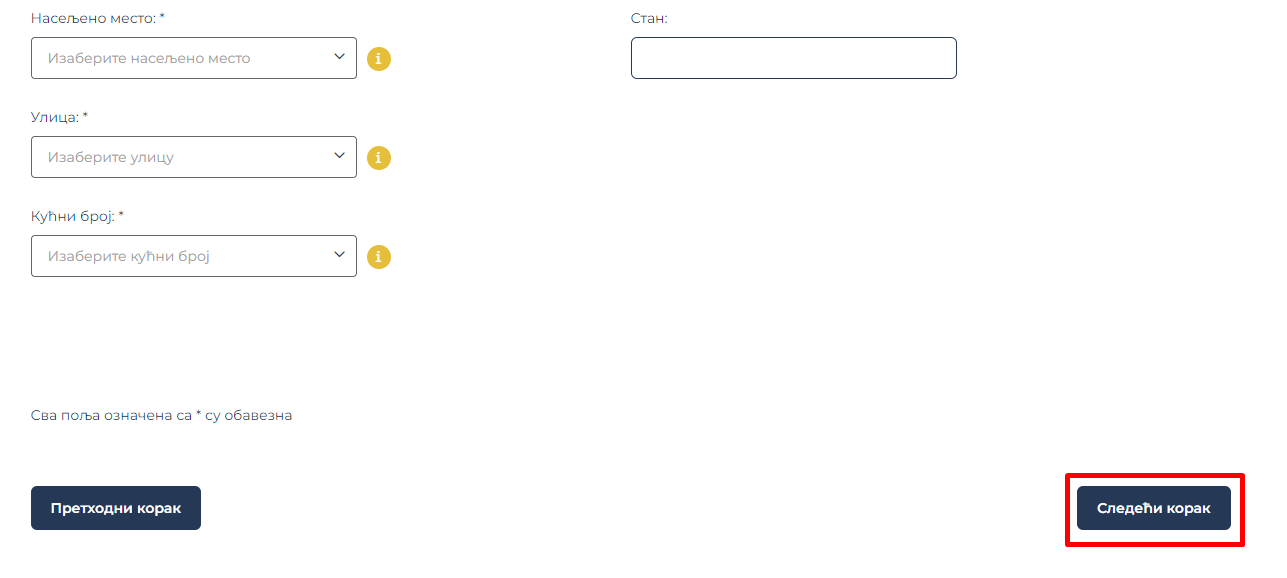 Насељено место: *
Стан:
Изаберите насељено место
Улица: *
Изаберите улицу
Кућни број: *
Изаберите кућни број
Сва поља означена са * су обавезна
Претходни корак
Следећи корак